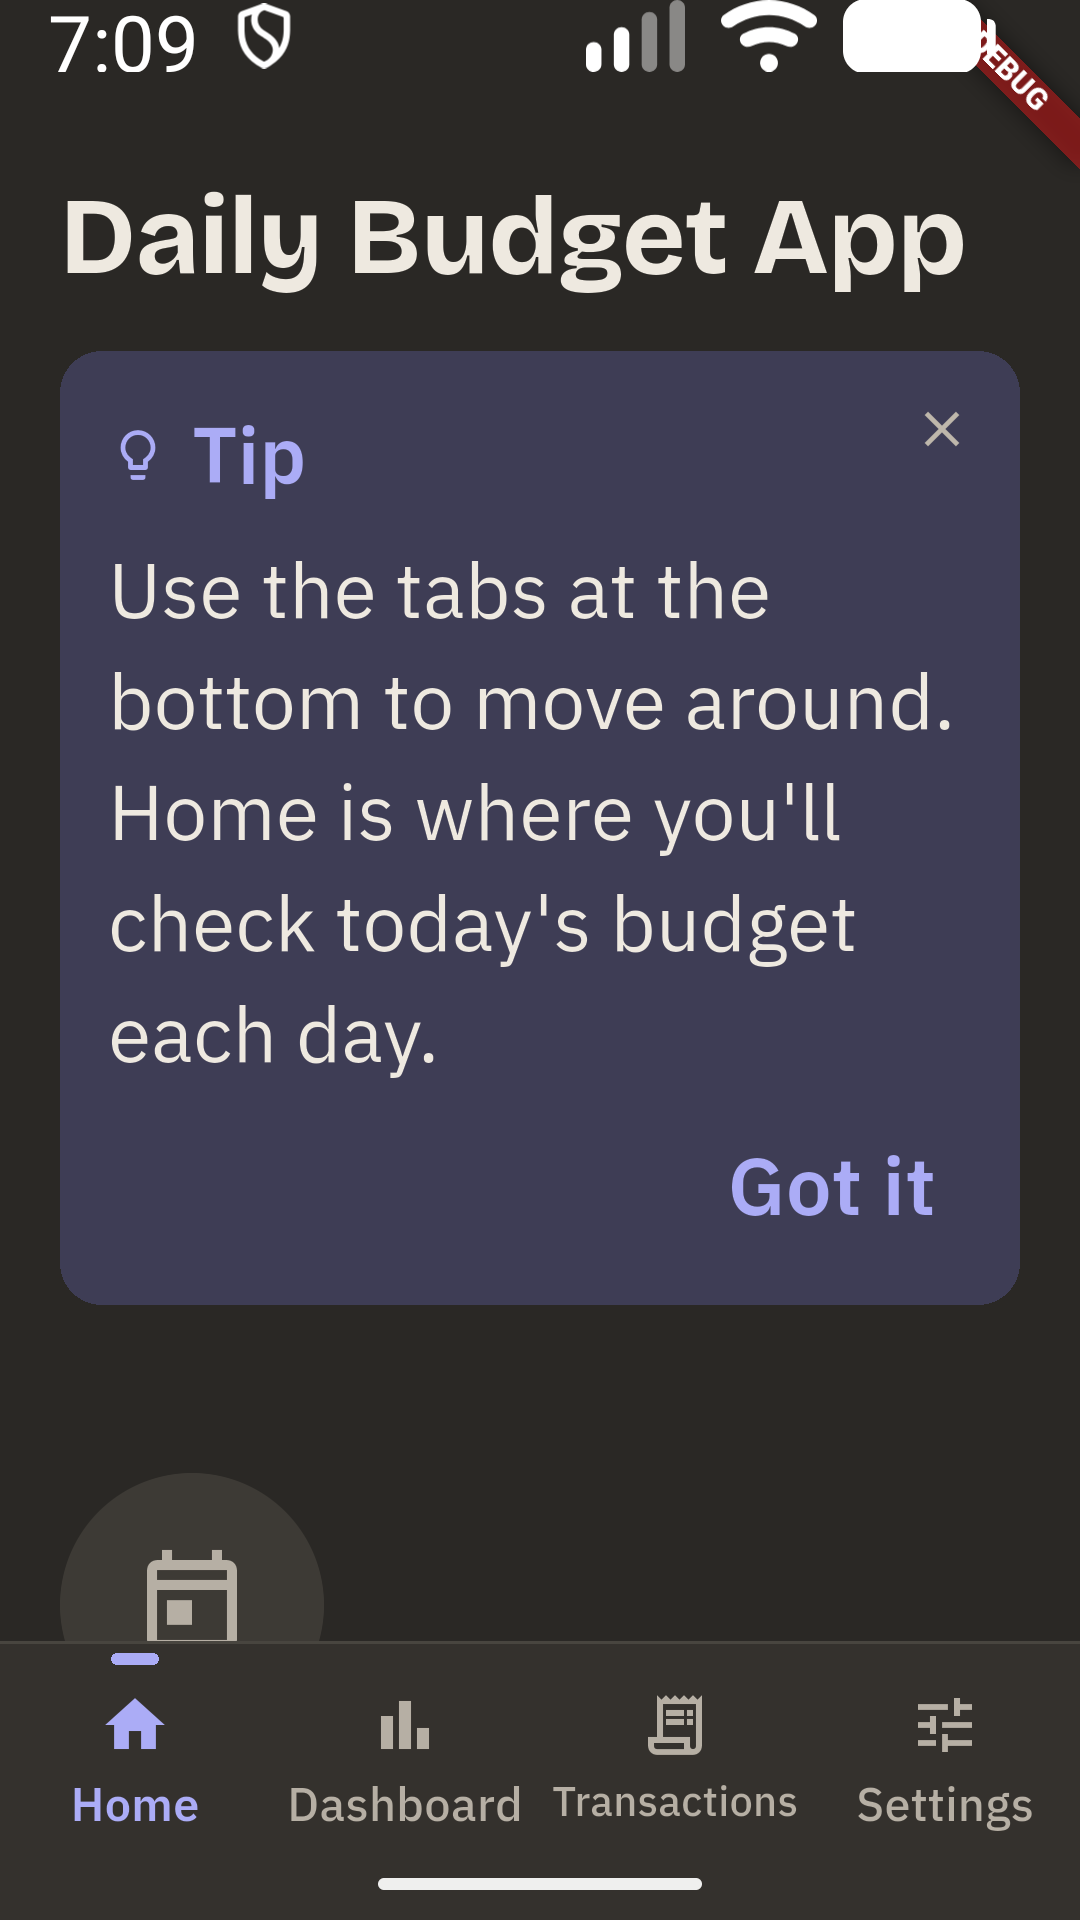 7:09
DEBUG
Daily Budget App
Tip
Use the tabs at the
bottom to move around.
Home is where you'll
check today's budget
each day.
Got it
Home
Dashboard
Transactions
Settings